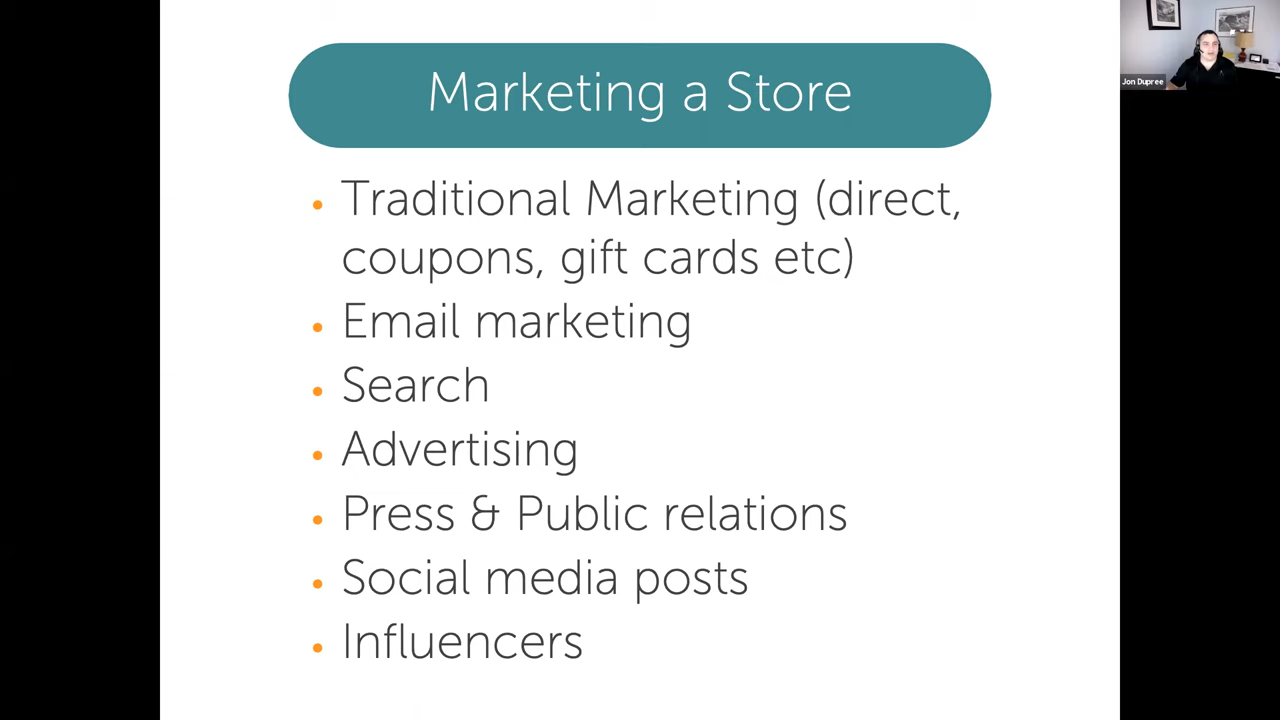 Marketing a Store
• Traditional Marketing (direct,
coupons, gift cards etc)
• Email marketing
• Search
• Advertising
• Press & Public relations
• Social media posts
• Influencers
Jon Dupree